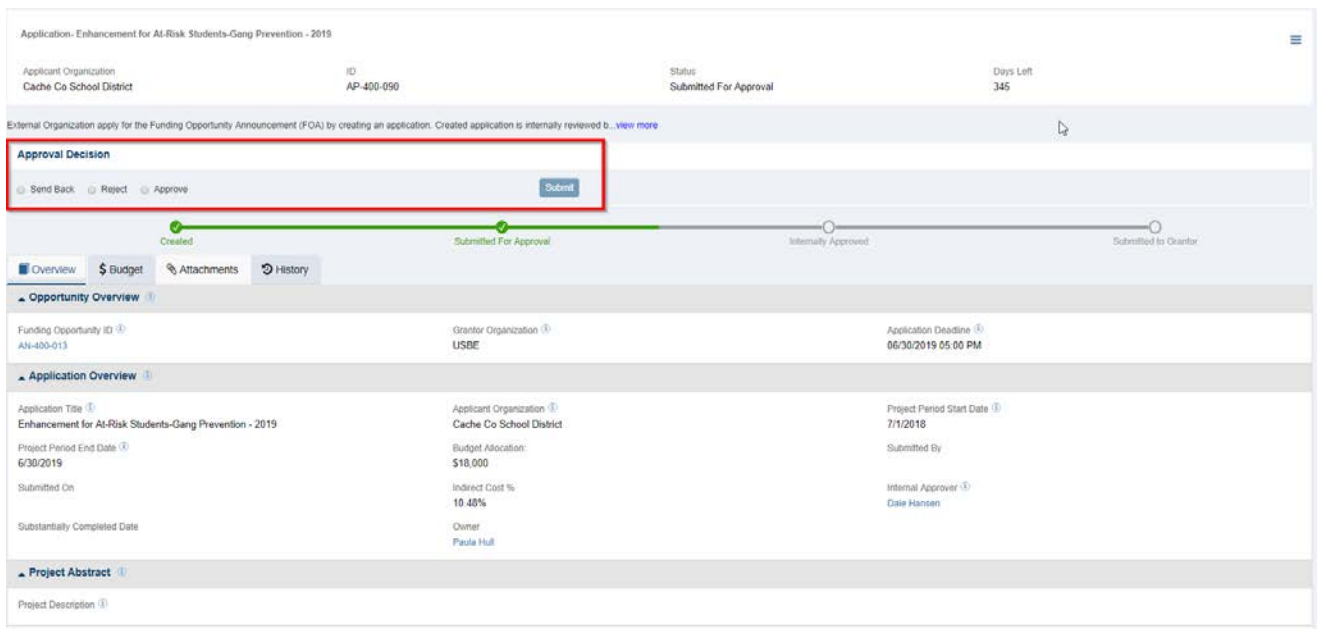 Application- Enhancement for At-Risk Students-Gang Prevention - 2019
Applicant Organization ID Status Days Left
Cache Co School District AP-400-090 Submitted For Approval 345
External Organization apply for the Funding Opportunity Announcement (FOA) by creating an application. Created application is internally reviewed b...view more
Approval Decision
Send Back Reject Approve Submit
Created Submitted For Approval Internally Approved Submitted to Grantor
Overview $ Budget Attachments History
Opportunity Overview
Funding Opportunity ID Grantor Organization Application Deadline
AN-400-013 USBE 06/30/2019 05:00 PM
Application Overview
Application Title Applicant Organization Project Period Start Date
Enhancement for At-Risk Students-Gang Prevention - 2019 Cache Co School District 7/1/2018
Project Period End Date Budget Allocation: Submitted By
6/30/2019 $18,000
Submitted On Indirect Cost % Internal Approver
10.48% Dale Hansen
Substantially Completed Date Owner
Paula Hull
Project Abstract
Project Description